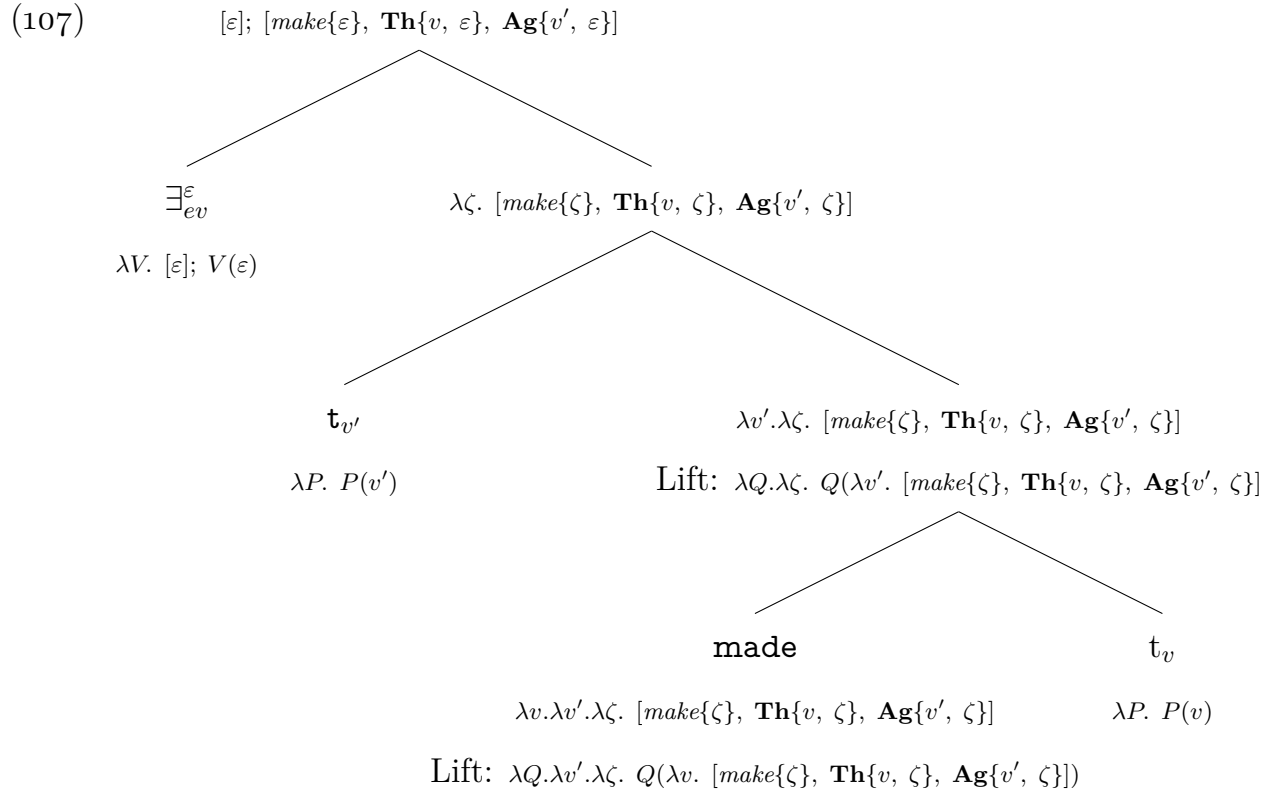 (107) [ε]; [make{ε}, Th{v, ε}, Ag{v′, ε}]
∃ᵋₑᵥ λζ. [make{ζ}, Th{v, ζ}, Ag{v′, ζ}]
λV. [ε]; V(ε)
t_{v′} λv′.λζ. [make{ζ}, Th{v, ζ}, Ag{v′, ζ}]
λP. P(v′) Lift: λQ.λζ. Q(λv′. [make{ζ}, Th{v, ζ}, Ag{v′, ζ}]
made t_v
λv.λv′.λζ. [make{ζ}, Th{v, ζ}, Ag{v′, ζ}] λP. P(v)
Lift: λQ.λv′.λζ. Q(λv. [make{ζ}, Th{v, ζ}, Ag{v′, ζ}])